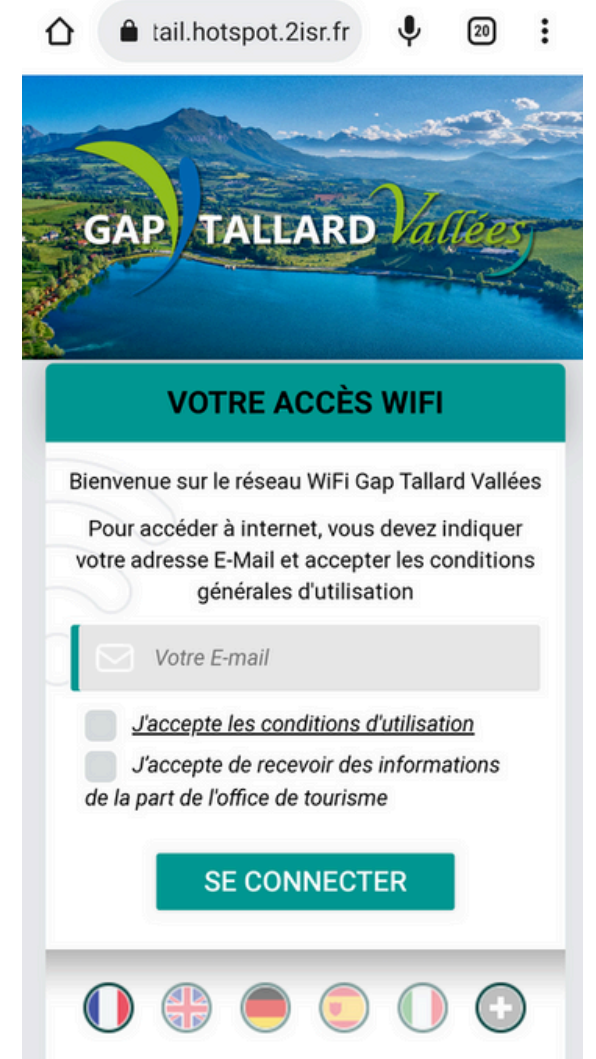 tail.hotspot.2isr.fr
20
GAP TALLARD Vallées
VOTRE ACCÈS WIFI
Bienvenue sur le réseau WiFi Gap Tallard Vallées
Pour accéder à internet, vous devez indiquer
votre adresse E-Mail et accepter les conditions
générales d'utilisation
Votre E-mail
J'accepte les conditions d'utilisation
J'accepte de recevoir des informations
de la part de l'office de tourisme
SE CONNECTER